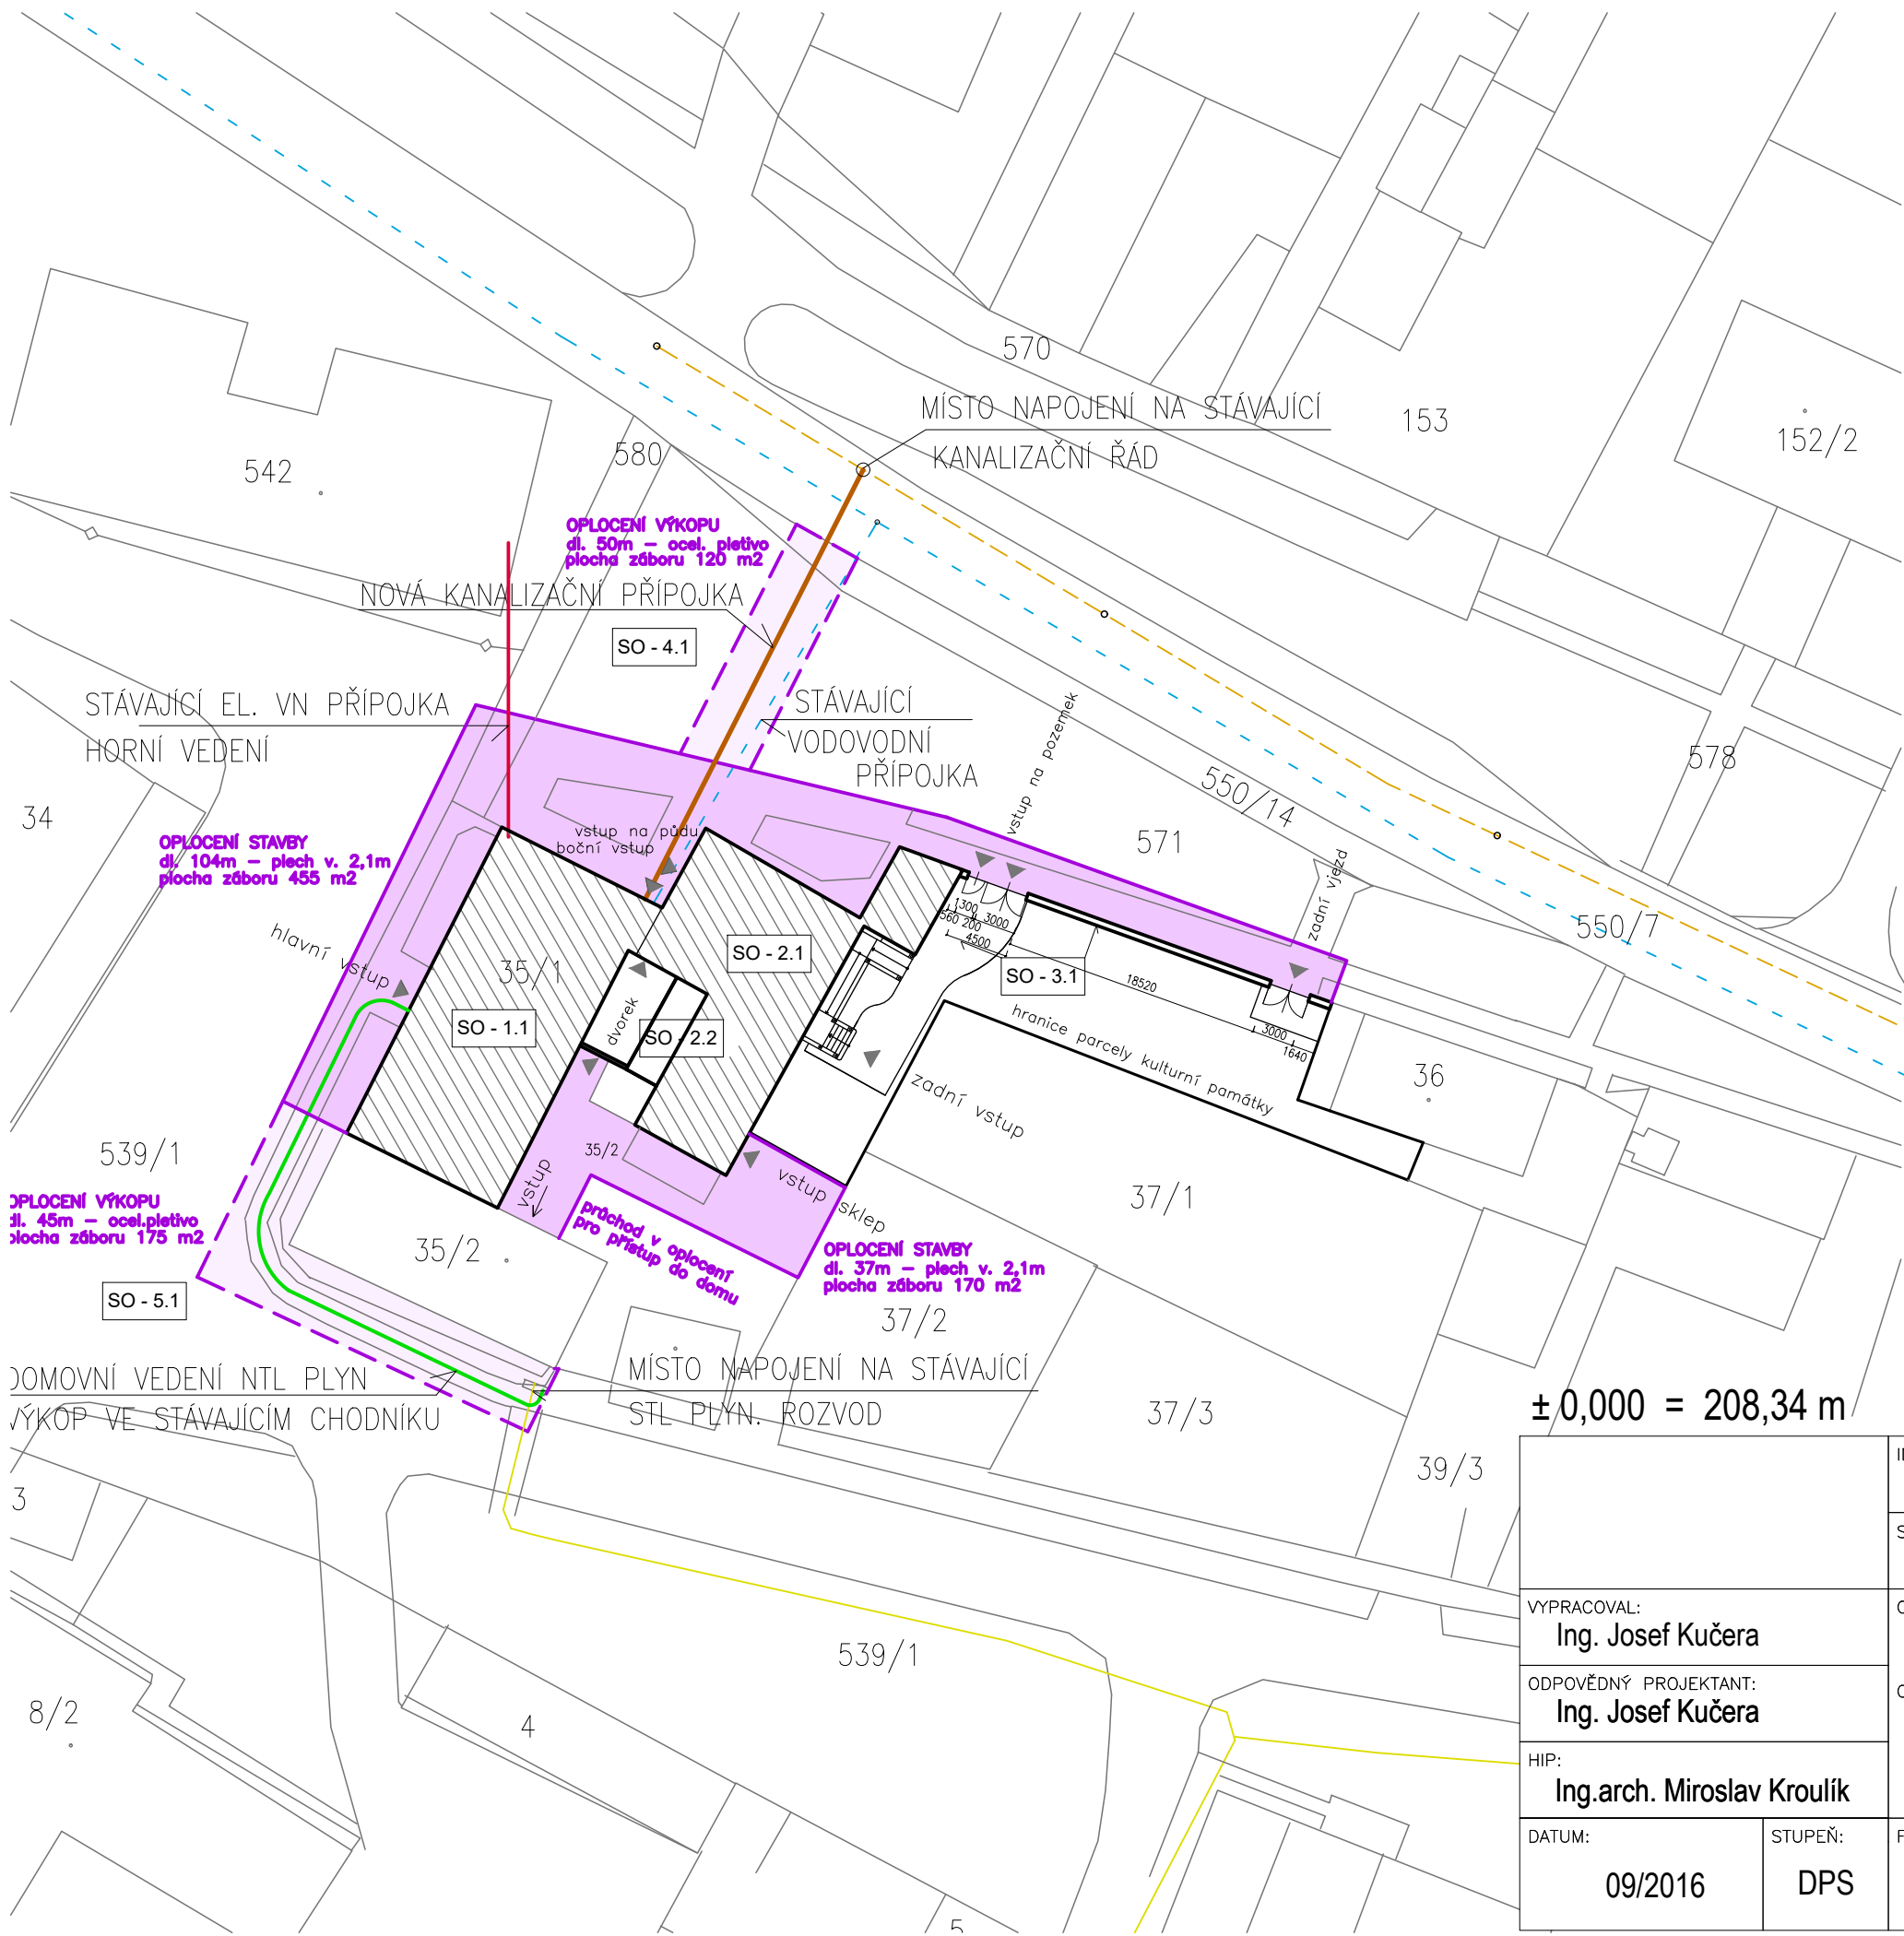 570
MÍSTO NAPOJENÍ NA STÁVAJÍCÍ
KANALIZAČNÍ ŘÁD
153
152/2
580
542
OPLOCENÍ VÝKOPU
dl. 50m – ocel. pletivo
plocha záboru 120 m2
NOVÁ KANALIZAČNÍ PŘÍPOJKA
SO - 4.1
STÁVAJÍCÍ EL. VN PŘÍPOJKA
HORNÍ VEDENÍ
STÁVAJÍCÍ
VODOVODNÍ
PŘÍPOJKA
vstup na pozemek
550/14
578
34
571
OPLOCENÍ STAVBY
dl. 104m – plech v. 2,1m
plocha záboru 455 m2
vstup na půdu
boční vstup
zadní vjezd
550/7
hlavní vstup
35/1
SO - 2.1
1300 3000
560 200
4500
SO - 3.1
18520
3000
1640
SO - 1.1
dvorek
SO - 2.2
hranice parcely kulturní památky
36
zadní vstup
539/1
35/2
vstup
vstup sklep
37/1
OPLOCENÍ VÝKOPU
dl. 45m – ocel.pletivo
plocha záboru 175 m2
průchod v oplocení
pro přístup do domu
35/2
OPLOCENÍ STAVBY
dl. 37m – plech v. 2,1m
plocha záboru 170 m2
SO - 5.1
37/2
DOMOVNÍ VEDENÍ NTL PLYN
VÝKOP VE STÁVAJÍCÍM CHODNÍKU
MÍSTO NAPOJENÍ NA STÁVAJÍCÍ
STL PLYN. ROZVOD
37/3
± 0,000 = 208,34 m
39/3
3
539/1
8/2
4
5
VYPRACOVAL:
Ing. Josef Kučera
ODPOVĚDNÝ PROJEKTANT:
Ing. Josef Kučera
HIP:
Ing.arch. Miroslav Kroulík
DATUM:
09/2016
STUPEŇ:
DPS